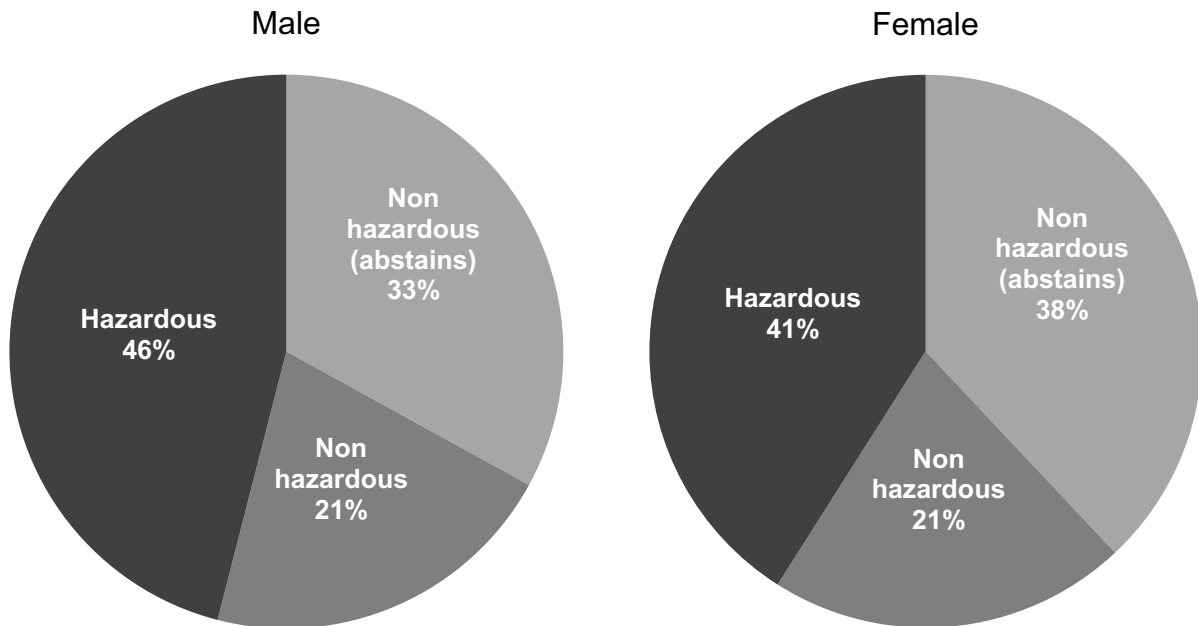 Male
Non
hazardous
(abstains)
33%
Hazardous
46%
Non
hazardous
21%
Female
Non
hazardous
(abstains)
38%
Hazardous
41%
Non
hazardous
21%